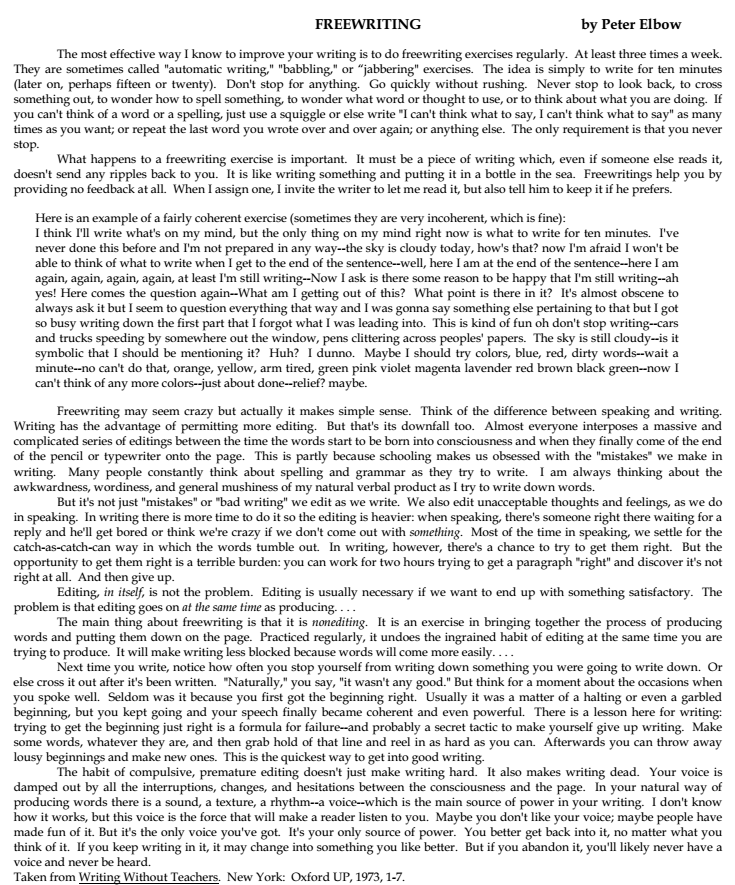 FREEWRITING by Peter Elbow
The most effective way I know to improve your writing is to do freewriting exercises regularly. At least three times a week.
They are sometimes called "automatic writing," "babbling," or “jabbering" exercises. The idea is simply to write for ten minutes
(later on, perhaps fifteen or twenty). Don't stop for anything. Go quickly without rushing. Never stop to look back, to cross
something out, to wonder how to spell something, to wonder what word or thought to use, or to think about what you are doing. If
you can't think of a word or a spelling, just use a squiggle or else write "I can't think what to say, I can't think what to say" as many
times as you want; or repeat the last word you wrote over and over again; or anything else. The only requirement is that you never
stop.
What happens to a freewriting exercise is important. It must be a piece of writing which, even if someone else reads it,
doesn't send any ripples back to you. It is like writing something and putting it in a bottle in the sea. Freewritings help you by
providing no feedback at all. When I assign one, I invite the writer to let me read it, but also tell him to keep it if he prefers.
Here is an example of a fairly coherent exercise (sometimes they are very incoherent, which is fine):
I think I'll write what's on my mind, but the only thing on my mind right now is what to write for ten minutes. I've
never done this before and I'm not prepared in any way--the sky is cloudy today, how's that? now I'm afraid I won't be
able to think of what to write when I get to the end of the sentence--well, here I am at the end of the sentence--here I am
again, again, again, again, at least I'm still writing--Now I ask is there some reason to be happy that I'm still writing--ah
yes! Here comes the question again--What am I getting out of this? What point is there in it? It's almost obscene to
always ask it but I seem to question everything that way and I was gonna say something else pertaining to that but I got
so busy writing down the first part that I forgot what I was leading into. This is kind of fun oh don't stop writing--cars
and trucks speeding by somewhere out the window, pens clittering across peoples' papers. The sky is still cloudy--is it
symbolic that I should be mentioning it? Huh? I dunno. Maybe I should try colors, blue, red, dirty words--wait a
minute--no can't do that, orange, yellow, arm tired, green pink violet magenta lavender red brown black green--now I
can't think of any more colors--just about done--relief? maybe.
Freewriting may seem crazy but actually it makes simple sense. Think of the difference between speaking and writing.
Writing has the advantage of permitting more editing. But that's its downfall too. Almost everyone interposes a massive and
complicated series of editings between the time the words start to be born into consciousness and when they finally come of the end
of the pencil or typewriter onto the page. This is partly because schooling makes us obsessed with the "mistakes" we make in
writing. Many people constantly think about spelling and grammar as they try to write. I am always thinking about the
awkwardness, wordiness, and general mushiness of my natural verbal product as I try to write down words.
But it's not just "mistakes" or "bad writing" we edit as we write. We also edit unacceptable thoughts and feelings, as we do
in speaking. In writing there is more time to do it so the editing is heavier: when speaking, there's someone right there waiting for a
reply and he'll get bored or think we're crazy if we don't come out with something. Most of the time in speaking, we settle for the
catch-as-catch-can way in which the words tumble out. In writing, however, there's a chance to try to get them right. But the
opportunity to get them right is a terrible burden: you can work for two hours trying to get a paragraph "right" and discover it's not
right at all. And then give up.
Editing, in itself, is not the problem. Editing is usually necessary if we want to end up with something satisfactory. The
problem is that editing goes on at the same time as producing. . . .
The main thing about freewriting is that it is nonediting. It is an exercise in bringing together the process of producing
words and putting them down on the page. Practiced regularly, it undoes the ingrained habit of editing at the same time you are
trying to produce. It will make writing less blocked because words will come more easily. . . .
Next time you write, notice how often you stop yourself from writing down something you were going to write down. Or
else cross it out after it's been written. "Naturally," you say, "it wasn't any good." But think for a moment about the occasions when
you spoke well. Seldom was it because you first got the beginning right. Usually it was a matter of a halting or even a garbled
beginning, but you kept going and your speech finally became coherent and even powerful. There is a lesson here for writing:
trying to get the beginning just right is a formula for failure--and probably a secret tactic to make yourself give up writing. Make
some words, whatever they are, and then grab hold of that line and reel in as hard as you can. Afterwards you can throw away
lousy beginnings and make new ones. This is the quickest way to get into good writing.
The habit of compulsive, premature editing doesn't just make writing hard. It also makes writing dead. Your voice is
damped out by all the interruptions, changes, and hesitations between the consciousness and the page. In your natural way of
producing words there is a sound, a texture, a rhythm--a voice--which is the main source of power in your writing. I don't know
how it works, but this voice is the force that will make a reader listen to you. Maybe you don't like your voice; maybe people have
made fun of it. But it's the only voice you've got. It's your only source of power. You better get back into it, no matter what you
think of it. If you keep writing in it, it may change into something you like better. But if you abandon it, you'll likely never have a
voice and never be heard.
Taken from Writing Without Teachers. New York: Oxford UP, 1973, 1-7.